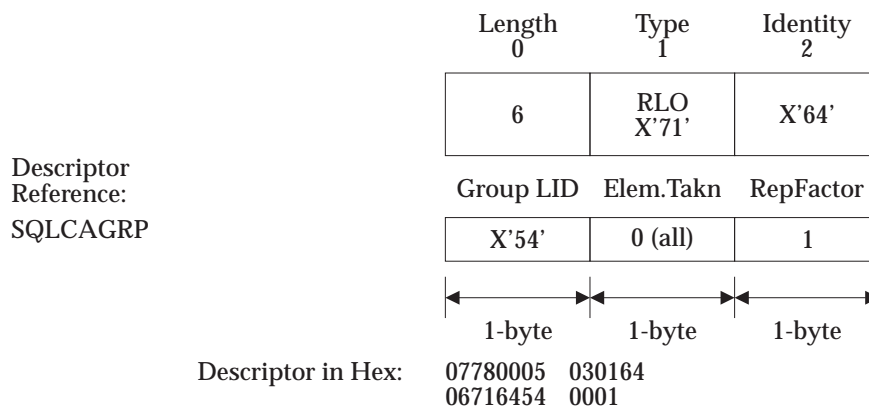 Length Type Identity
0 1 2
6 RLO X'64'
X'71'
Descriptor
Reference: Group LID Elem.Takn RepFactor
SQLCAGRP X'54' 0 (all) 1
1-byte 1-byte 1-byte
Descriptor in Hex: 07780005 030164
06716454 0001